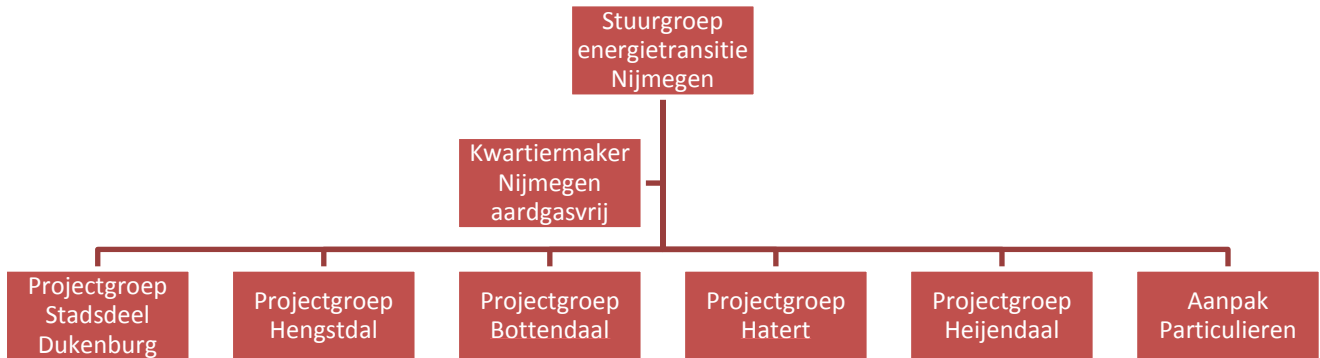 Stuurgroep
energietransitie
Nijmegen
Kwartiermaker
Nijmegen
aardgasvrij
Projectgroep
Stadsdeel
Dukenburg
Projectgroep
Hengstdal
Projectgroep
Bottendaal
Projectgroep
Hatert
Projectgroep
Heijendaal
Aanpak
Particulieren